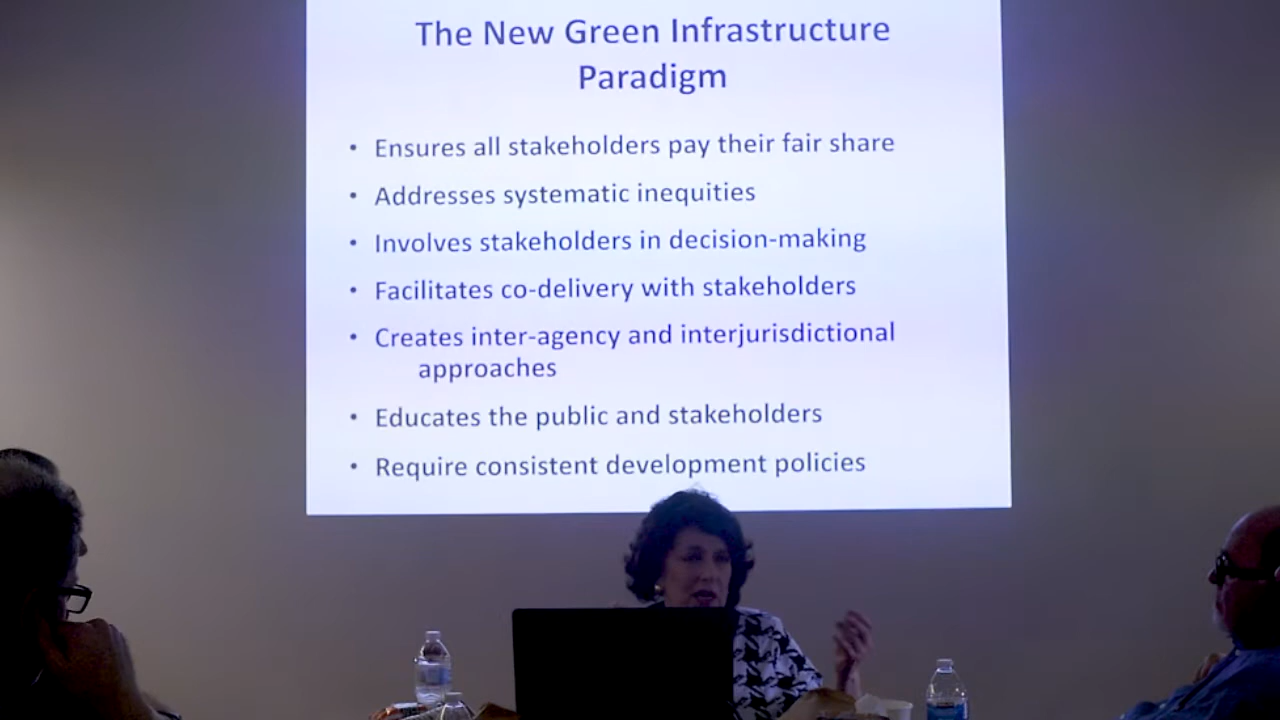 The New Green Infrastructure
Paradigm
• Ensures all stakeholders pay their fair share
• Addresses systematic inequities
• Involves stakeholders in decision-making
• Facilitates co-delivery with stakeholders
• Creates inter-agency and interjurisdictional
approaches
• Educates the public and stakeholders
• Require consistent development policies